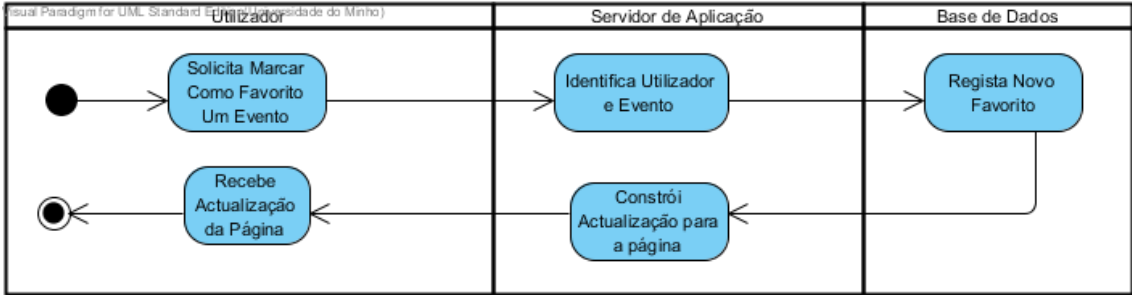 Visual Paradigm for UML Standard Edition(Universidade do Minho)
Utilizador
Servidor de Aplicação
Base de Dados
Solicita Marcar
Como Favorito
Um Evento
Identifica Utilizador
e Evento
Regista Novo
Favorito
Recebe
Actualização
da Página
Constrói
Actualização para
a página